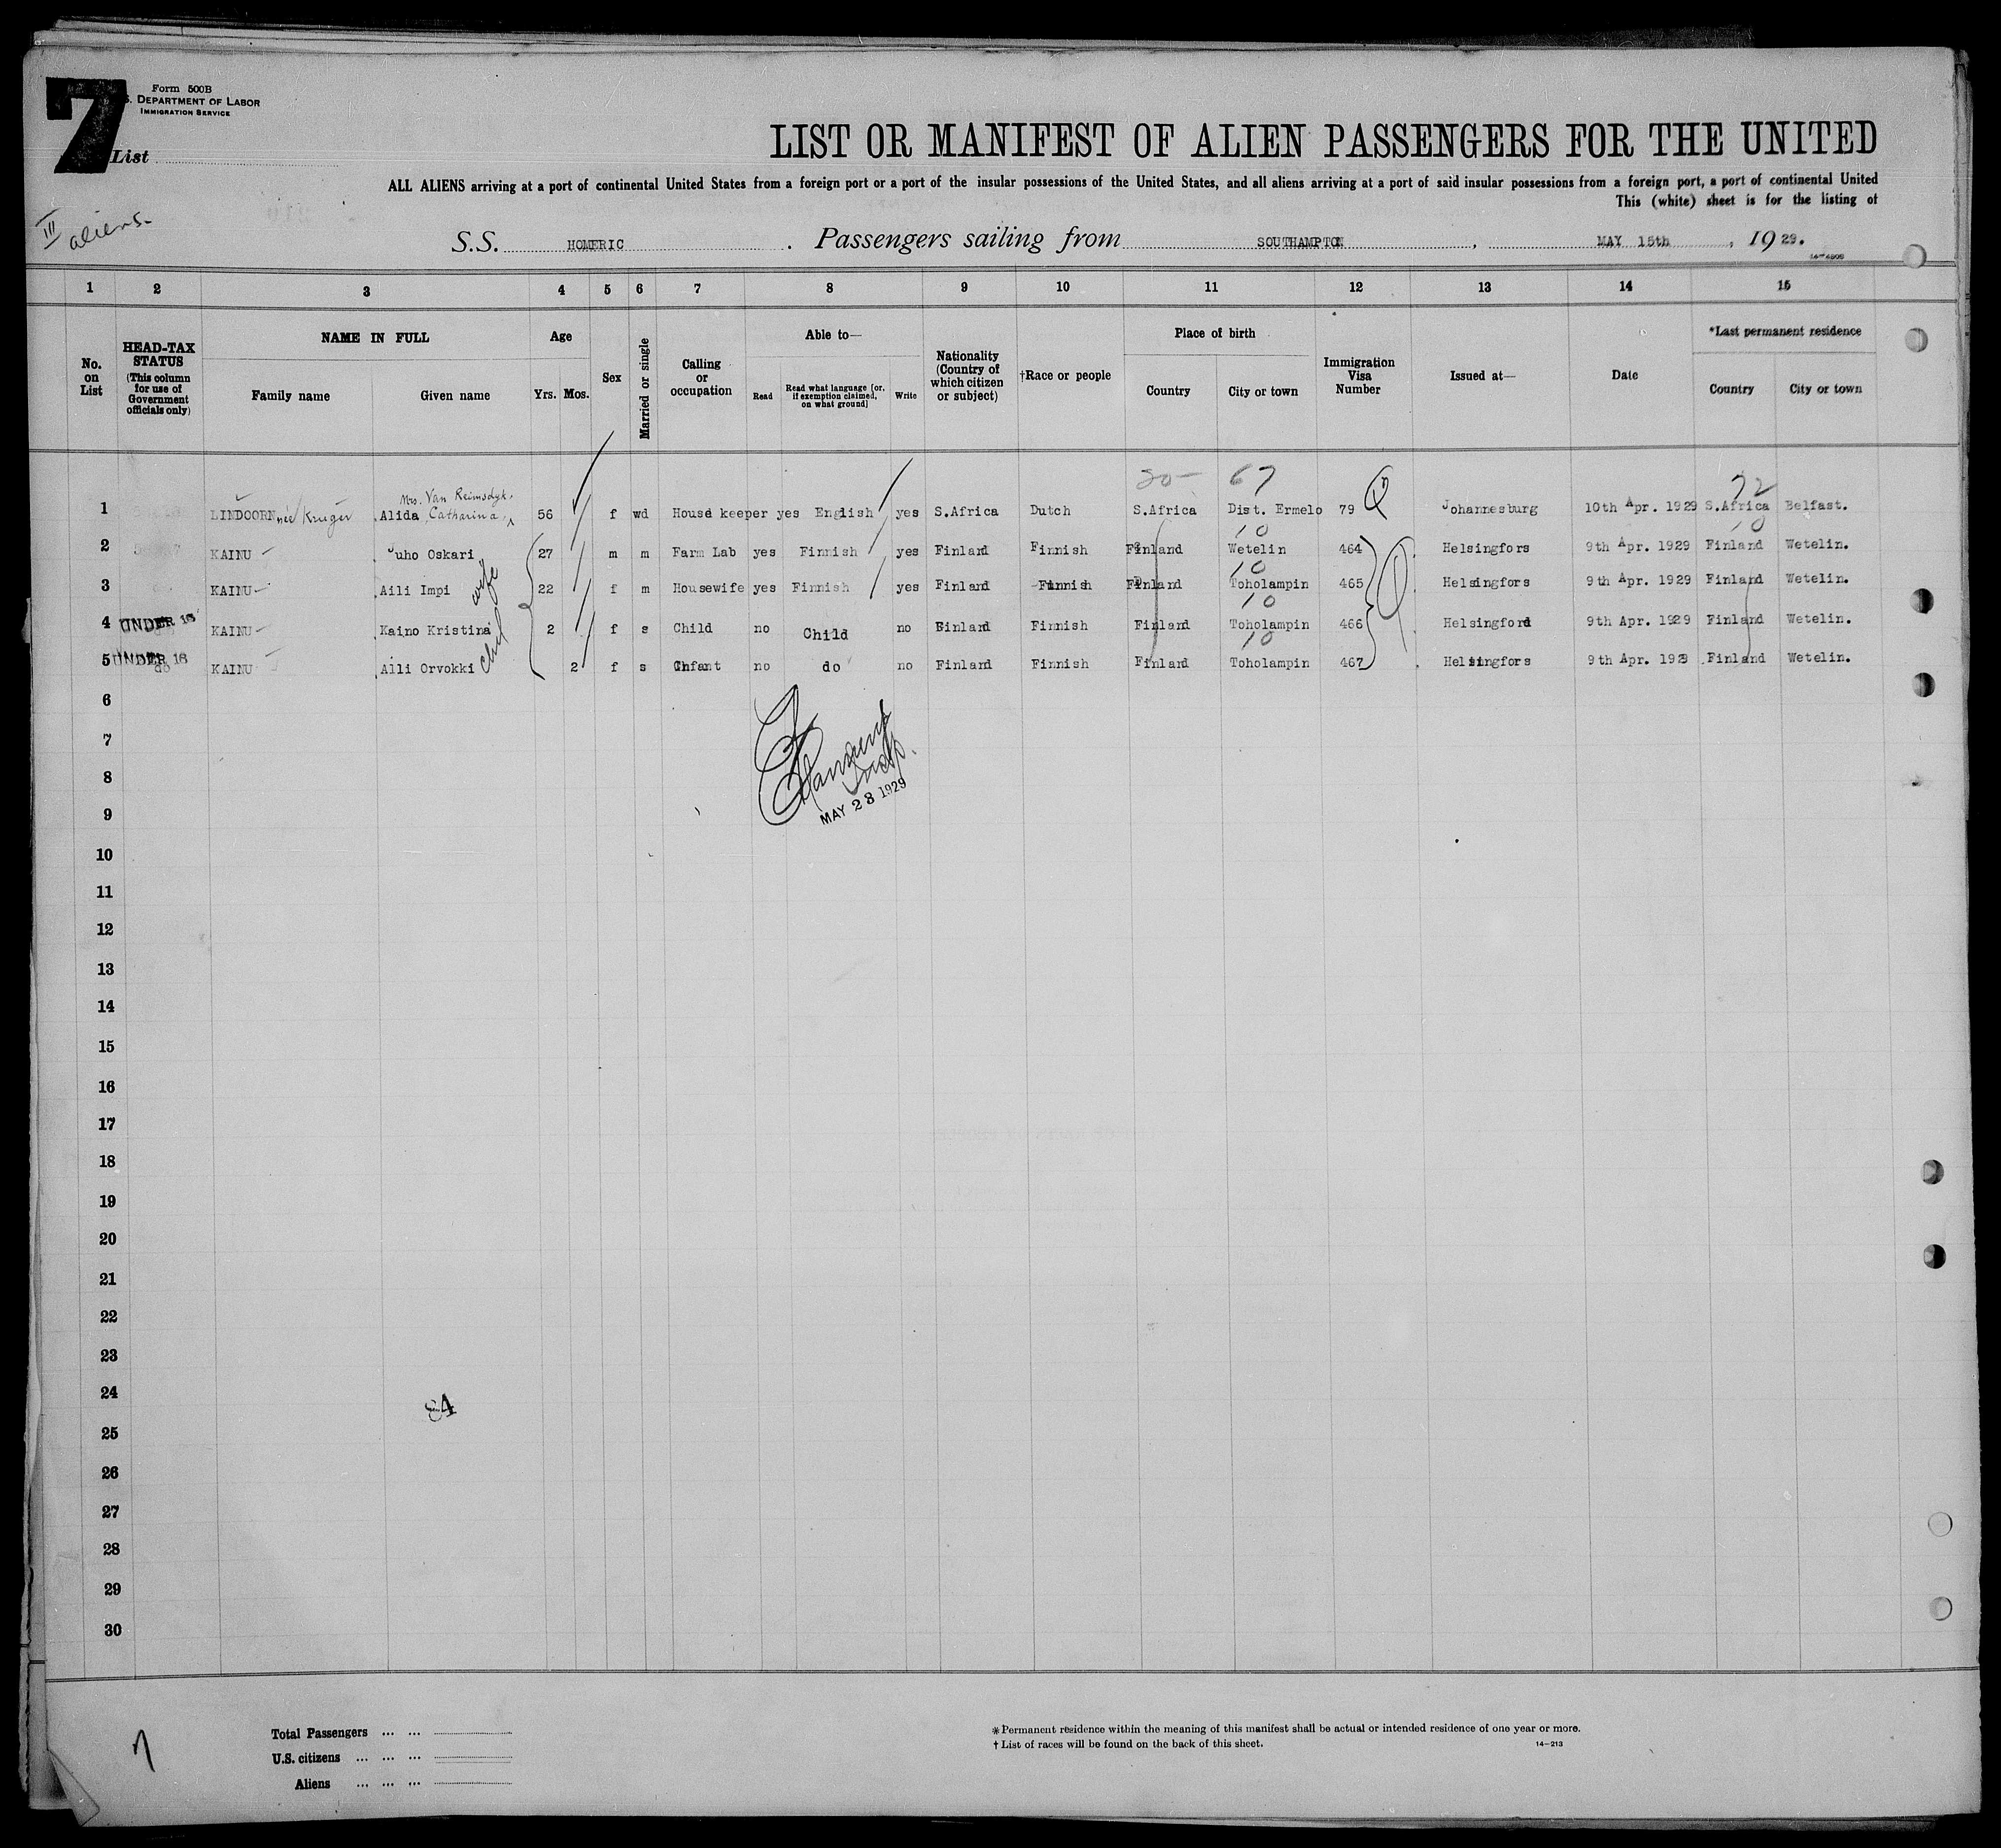 7
Form 500B
DEPARTMENT OF LABOR
IMMIGRATION SERVICE
List
LIST OR MANIFEST OF ALIEN PASSENGERS FOR THE UNITED
ALL ALIENS arriving at a port of continental United States from a foreign port or a port of the insular possessions of the United States, and all aliens arriving at a port of said insular possessions from a foreign port, a port of continental United
This (white) sheet is for the listing of
III aliens.
S.S. HOMERIC . Passengers sailing from SOUTHAMPTON , MAY 15th , 19 29.
1 2 3 4 5 6 7 8 9 10 11 12 13 14 15
No. on List HEAD-TAX STATUS (This column for use of Government officials only) NAME IN FULL Family name Given name Age Yrs. Mos. Sex Married or single Calling or occupation Able to— Read Read what language [or, if exemption claimed, on what ground] Write Nationality (Country of which citizen or subject) †Race or people Place of birth Country City or town Immigration Visa Number Issued at— Date *Last permanent residence Country City or town
20— 67 72
Mrs. Van Reimsdyk,
1 LINDOORN née Kruger Alida Catharina, 56 f wd House keeper yes English yes S.Africa Dutch S.Africa Dist. Ermelo 79 Johannesburg 10th Apr. 1929 S.Africa Belfast.
10 10
2 KAINU Juho Oskari 27 m m Farm Lab yes Finnish yes Finland Finnish Finland Wetelin 464 Helsingfors 9th Apr. 1929 Finland Wetelin.
10
3 KAINU Aili Impi wife 22 f m Housewife yes Finnish yes Finland Finnish Finland Toholampin 465 Helsingfors 9th Apr. 1929 Finland Wetelin.
10
4 UNDER 16 KAINU Kaino Kristina 2 f s Child no Child no Finland Finnish Finland Toholampin 466 Helsingford 9th Apr. 1929 Finland Wetelin.
10
5 UNDER 16 KAINU Aili Orvokki 2 f s Infant no do no Finland Finnish Finland Toholampin 467 Helsingfors 9th Apr. 1929 Finland Wetelin.
6
7
8
MAY 23 1929
9
10
11
12
13
14
15
16
17
18
19
20
21
22
23
24
84
25
26
27
28
29
30
7
Total Passengers ... ...
U.S. citizens ... ... ...
Aliens ... ... ...
*Permanent residence within the meaning of this manifest shall be actual or intended residence of one year or more.
†List of races will be found on the back of this sheet.
14—213